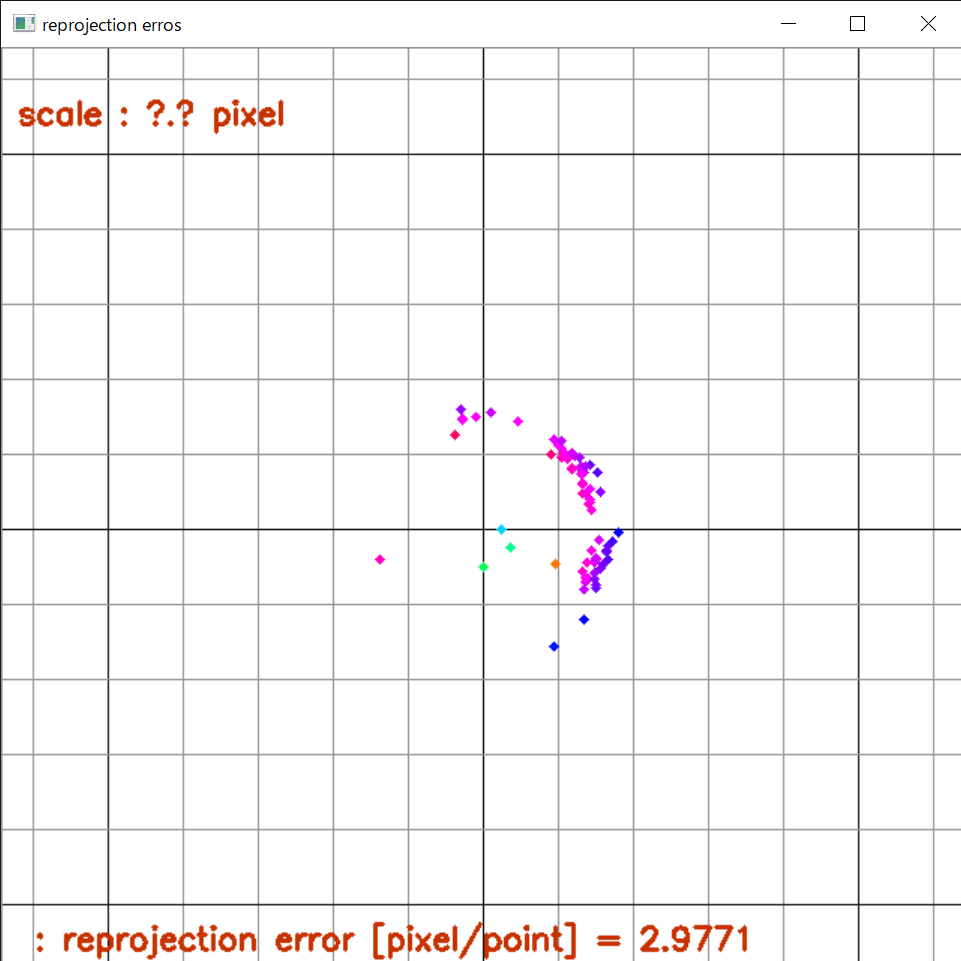 reprojection erros
scale : ?.? pixel
: reprojection error [pixel/point] = 2.9771